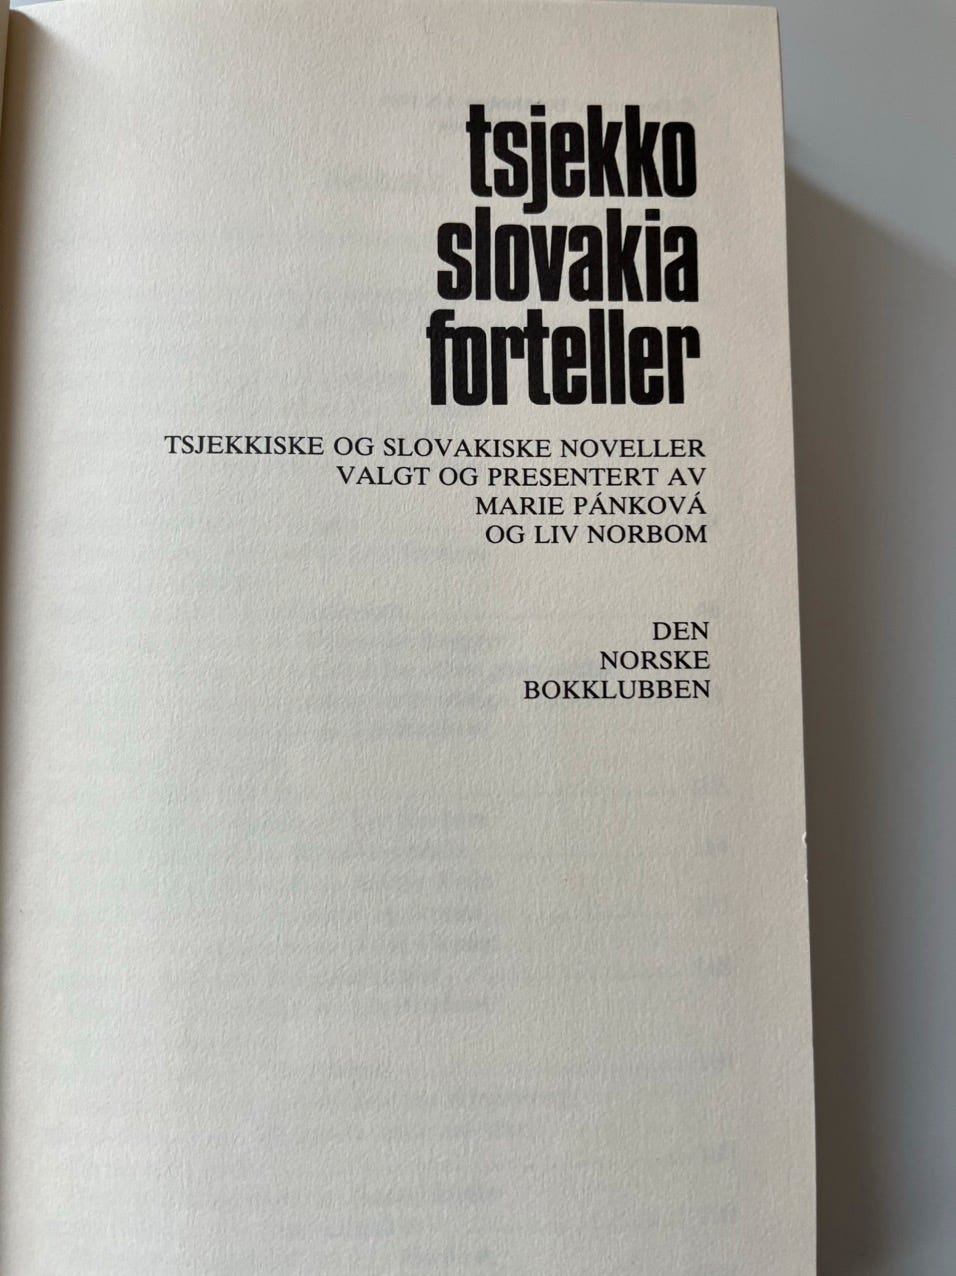 tsjekko
slovakia
forteller
TSJEKKISKE OG SLOVAKISKE NOVELLER
VALGT OG PRESENTERT AV
MARIE PÁNKOVÁ
OG LIV NORBOM
DEN
NORSKE
BOKKLUBBEN